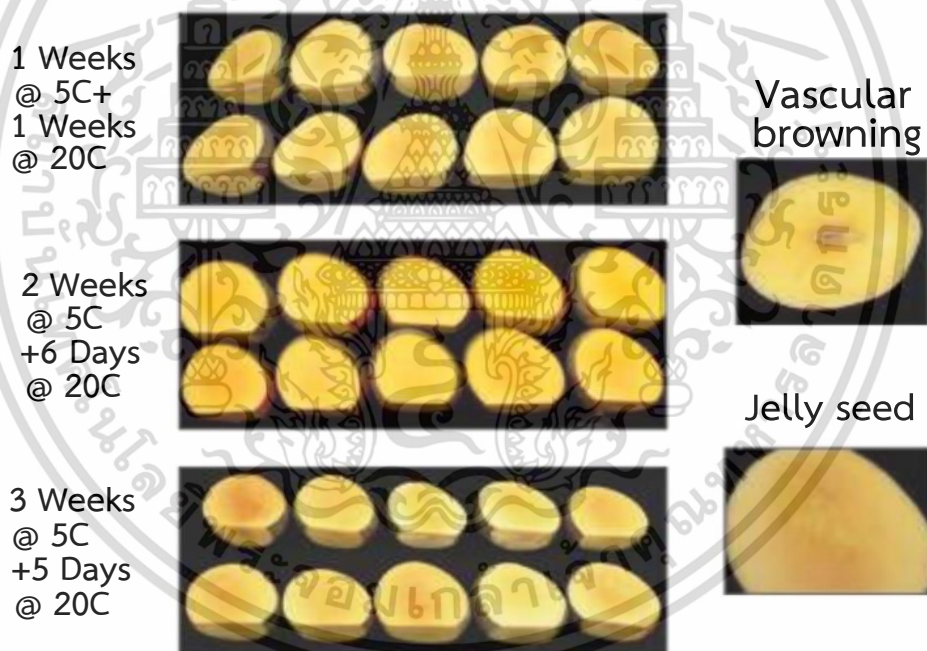 1 Weeks
@ 5C+
1 Weeks
@ 20C
2 Weeks
@ 5C
+6 Days
@ 20C
3 Weeks
@ 5C
+5 Days
@ 20C
Vascular
browning
Jelly seed